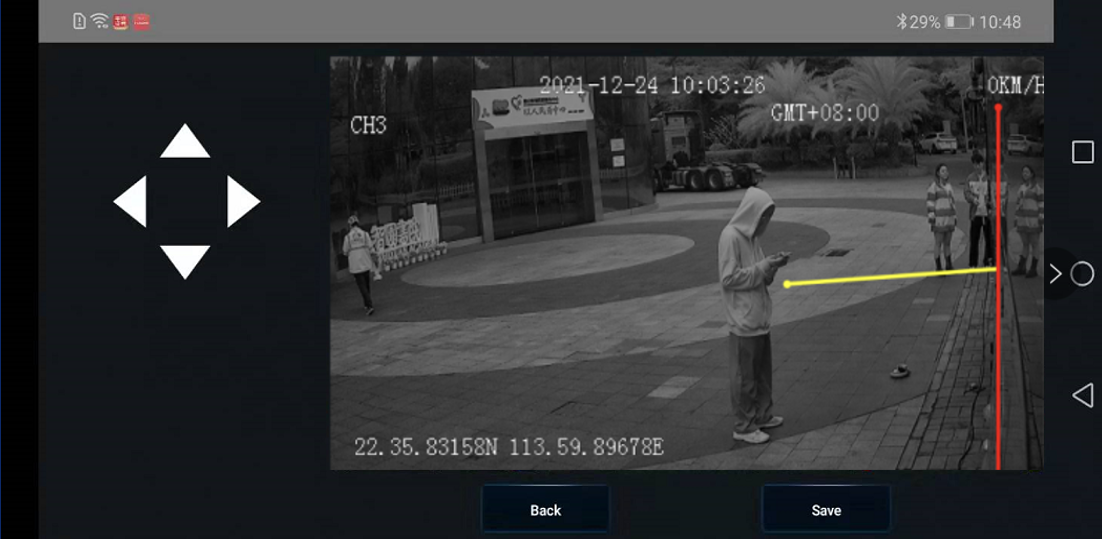 29% 10:48
2021-12-24 10:03:26
0KM/H
GMT+08:00
CH3
22.35.83158N 113.59.89678E
Back
Save